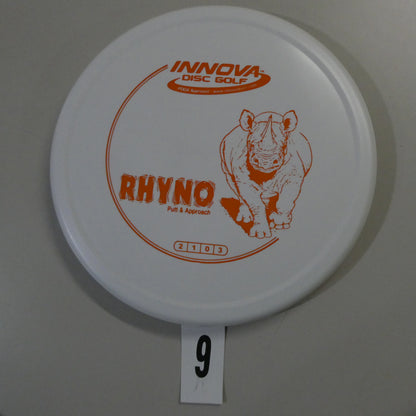 INNOVA
DISC GOLF
RHYNO
Putt & Approach
2 1 0 3
9